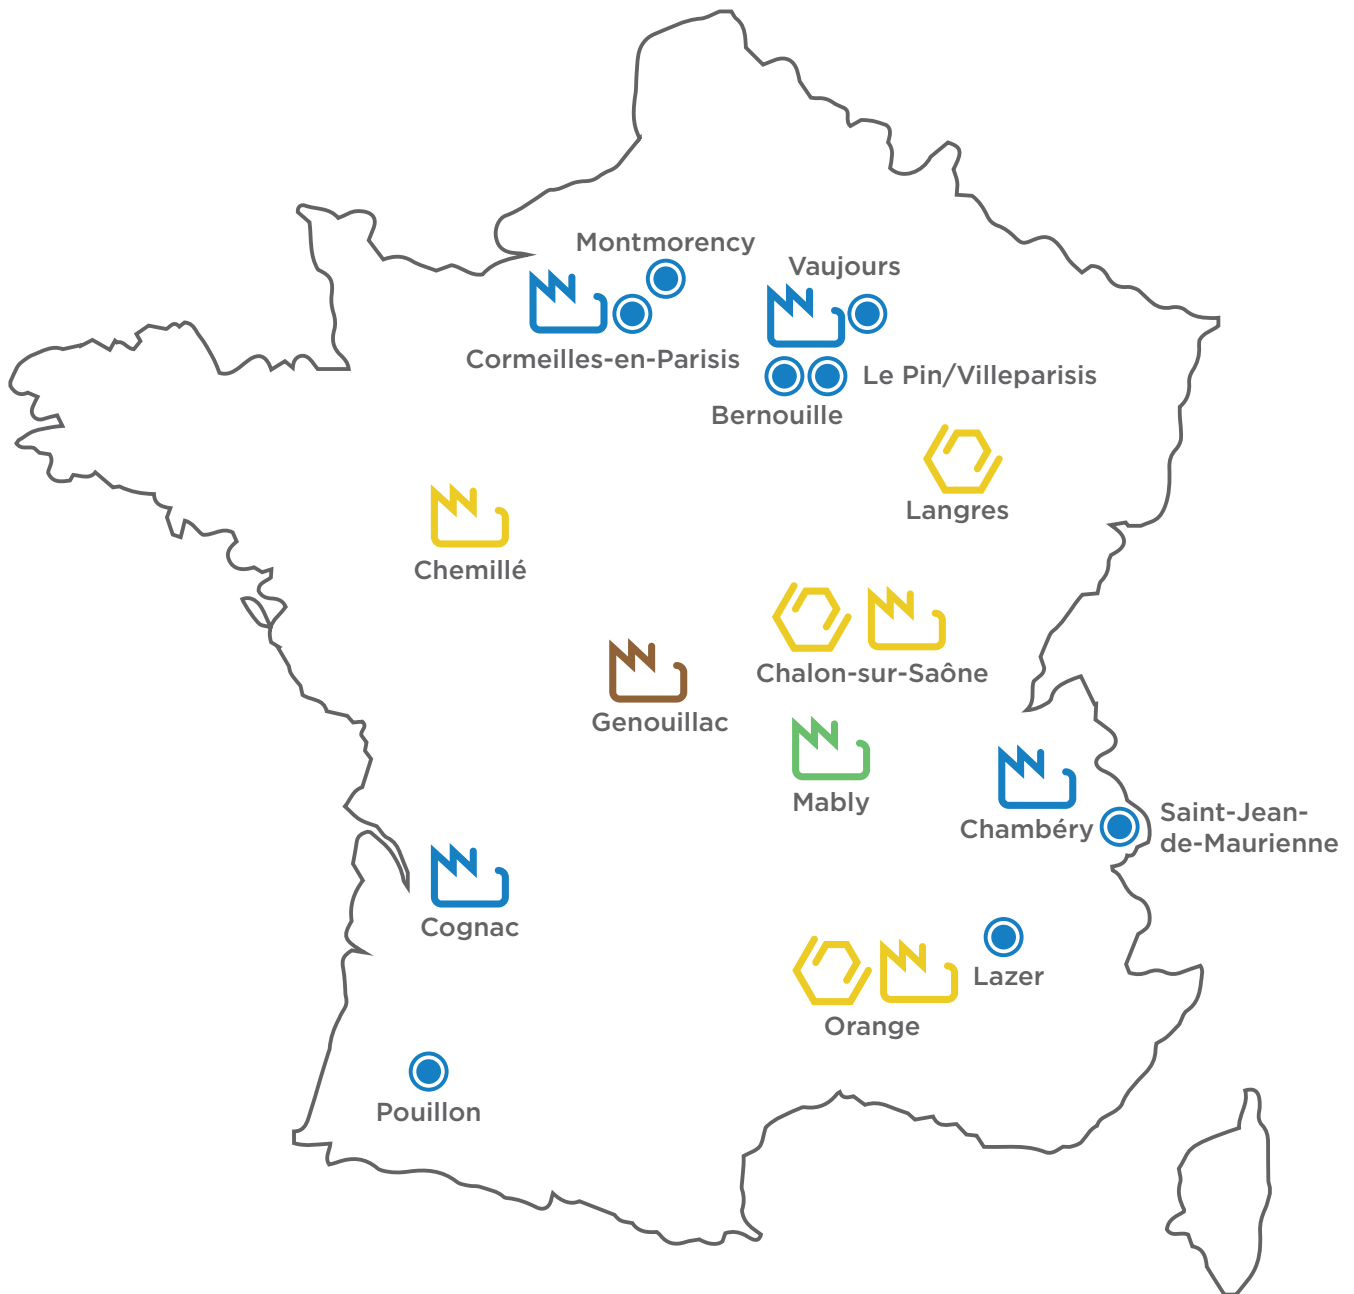 Montmorency
Vaujours
Cormeilles-en-Parisis
Le Pin/Villeparisis
Bernouille
Langres
Chemillé
Chalon-sur-Saône
Genouillac
Mably
Saint-Jean-
de-Maurienne
Chambéry
Cognac
Lazer
Orange
Pouillon